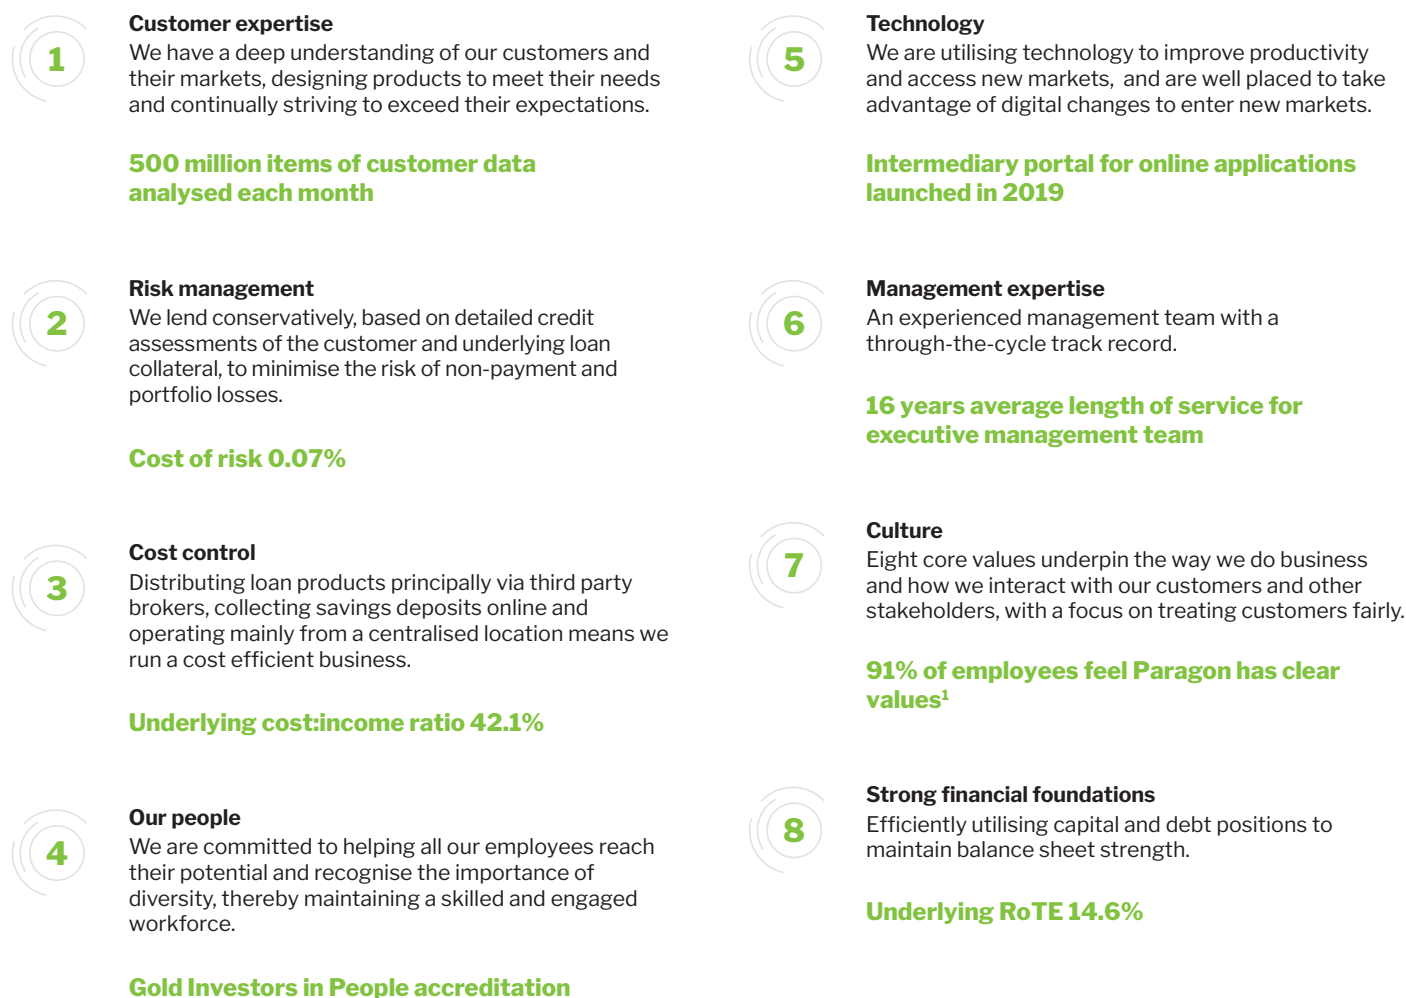 1
Customer expertise
We have a deep understanding of our customers and
their markets, designing products to meet their needs
and continually striving to exceed their expectations.
500 million items of customer data
analysed each month
2
Risk management
We lend conservatively, based on detailed credit
assessments of the customer and underlying loan
collateral, to minimise the risk of non-payment and
portfolio losses.
Cost of risk 0.07%
3
Cost control
Distributing loan products principally via third party
brokers, collecting savings deposits online and
operating mainly from a centralised location means we
run a cost efficient business.
Underlying cost:income ratio 42.1%
4
Our people
We are committed to helping all our employees reach
their potential and recognise the importance of
diversity, thereby maintaining a skilled and engaged
workforce.
Gold Investors in People accreditation
5
Technology
We are utilising technology to improve productivity
and access new markets,  and are well placed to take
advantage of digital changes to enter new markets.
Intermediary portal for online applications
launched in 2019
6
Management expertise
An experienced management team with a
through-the-cycle track record.
16 years average length of service for
executive management team
7
Culture
Eight core values underpin the way we do business
and how we interact with our customers and other
stakeholders, with a focus on treating customers fairly.
91% of employees feel Paragon has clear
values¹
8
Strong financial foundations
Efficiently utilising capital and debt positions to
maintain balance sheet strength.
Underlying RoTE 14.6%